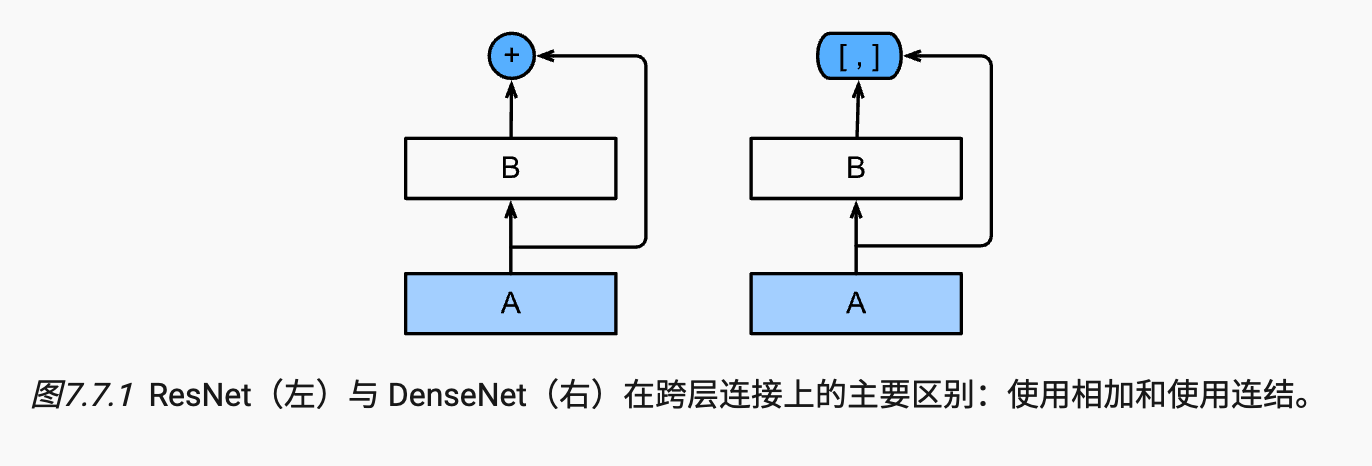 +
[ , ]
B
B
A
A
图7.7.1 ResNet（左）与 DenseNet（右）在跨层连接上的主要区别：使用相加和使用连结。